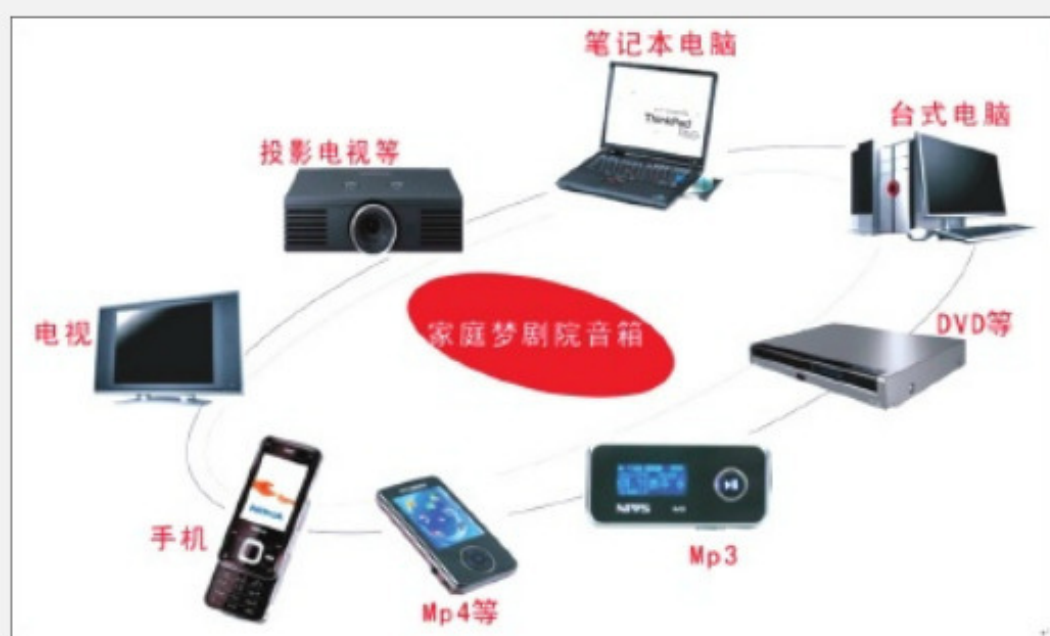 笔记本电脑
ThinkPad
台式电脑
投影电视等
电视
家庭梦剧院音箱
DVD等
手机
Mp4等
Mp3